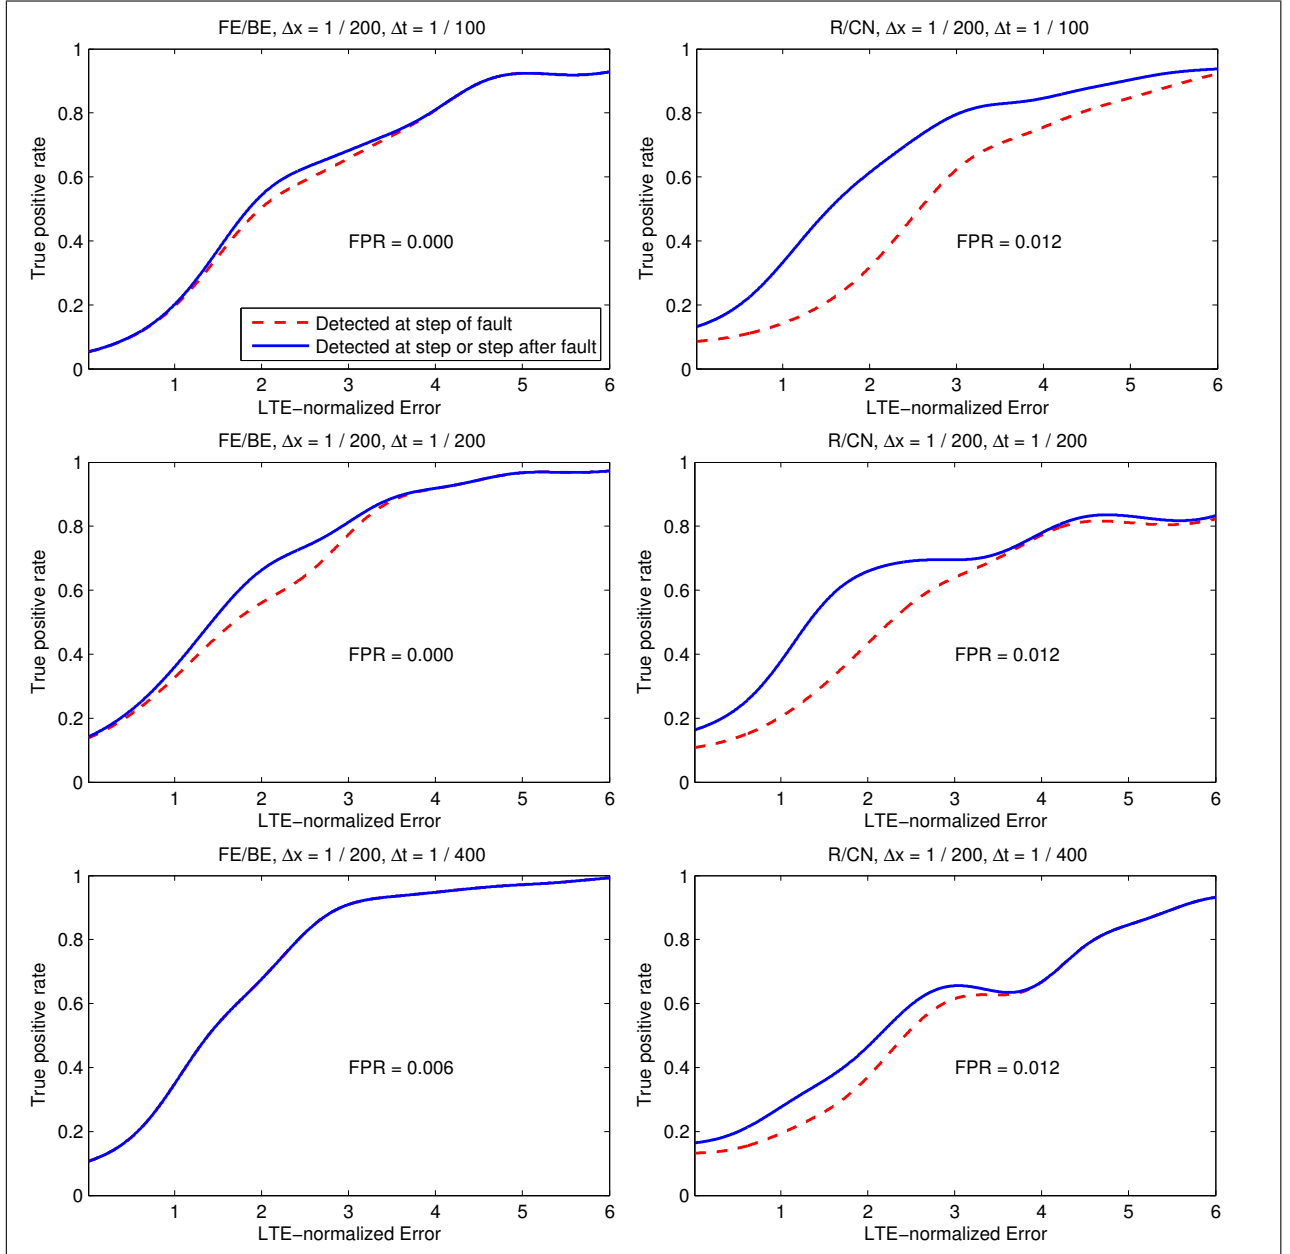 FE/BE, Δx = 1 / 200, Δt = 1 / 100
1
0.8
0.6
0.4
0.2
0
True positive rate
FPR = 0.000
Detected at step of fault
Detected at step or step after fault
1 2 3 4 5 6
LTE−normalized Error
R/CN, Δx = 1 / 200, Δt = 1 / 100
1
0.8
0.6
0.4
0.2
0
True positive rate
FPR = 0.012
1 2 3 4 5 6
LTE−normalized Error
FE/BE, Δx = 1 / 200, Δt = 1 / 200
1
0.8
0.6
0.4
0.2
0
True positive rate
FPR = 0.000
1 2 3 4 5 6
LTE−normalized Error
R/CN, Δx = 1 / 200, Δt = 1 / 200
1
0.8
0.6
0.4
0.2
0
True positive rate
FPR = 0.012
1 2 3 4 5 6
LTE−normalized Error
FE/BE, Δx = 1 / 200, Δt = 1 / 400
1
0.8
0.6
0.4
0.2
0
True positive rate
FPR = 0.006
1 2 3 4 5 6
LTE−normalized Error
R/CN, Δx = 1 / 200, Δt = 1 / 400
1
0.8
0.6
0.4
0.2
0
True positive rate
FPR = 0.012
1 2 3 4 5 6
LTE−normalized Error